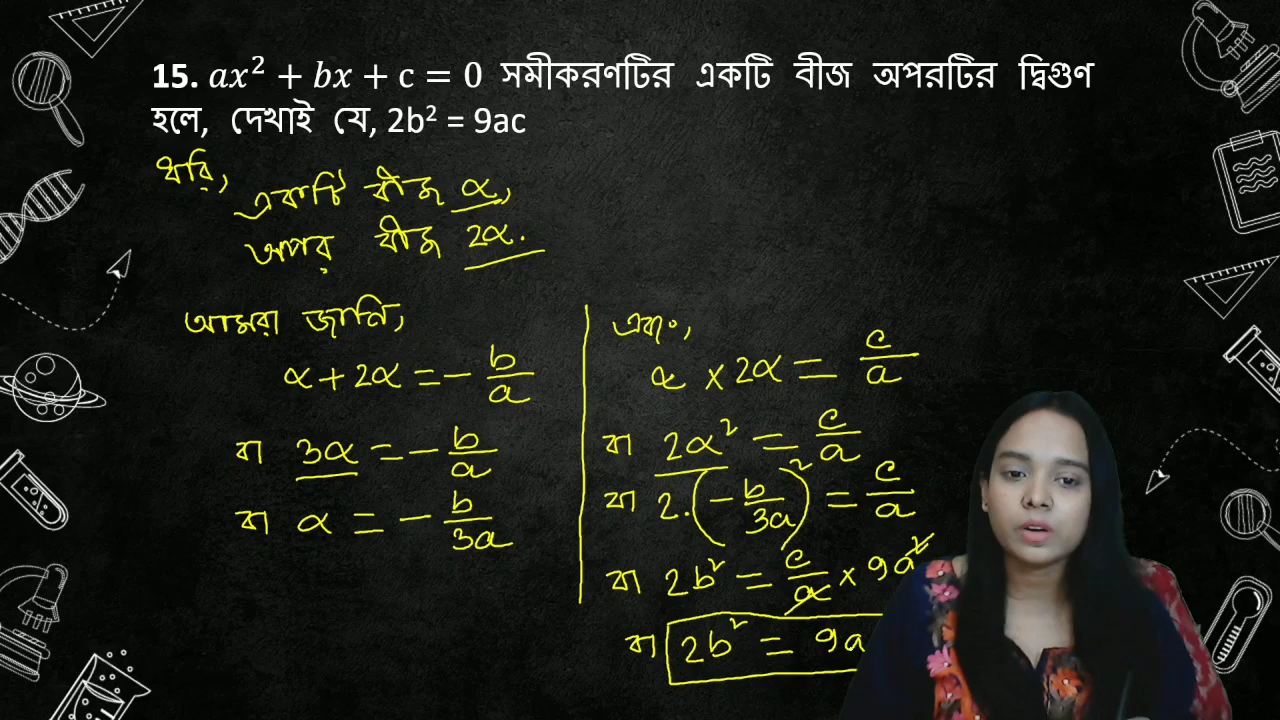 15. ax² + bx + c = 0 সমীকরণটির একটি বীজ অপরটির দ্বিগুণ
হলে, দেখাই যে, 2b² = 9ac
ধরি,
একটি বীজ α,
অপর বীজ 2α.
আমরা জানি,
α + 2α = - b/a
বা 3α = - b/a
বা α = - b/3a
এবং,
α × 2α = c/a
বা 2α² = c/a
বা 2.(- b/3a)² = c/a
বা 2b² = c/a × 9a²
বা 2b² = 9a